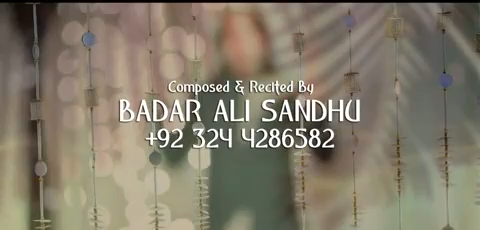 Composed & Recited By
BADAR ALI SANDHU
+92 324 4286582